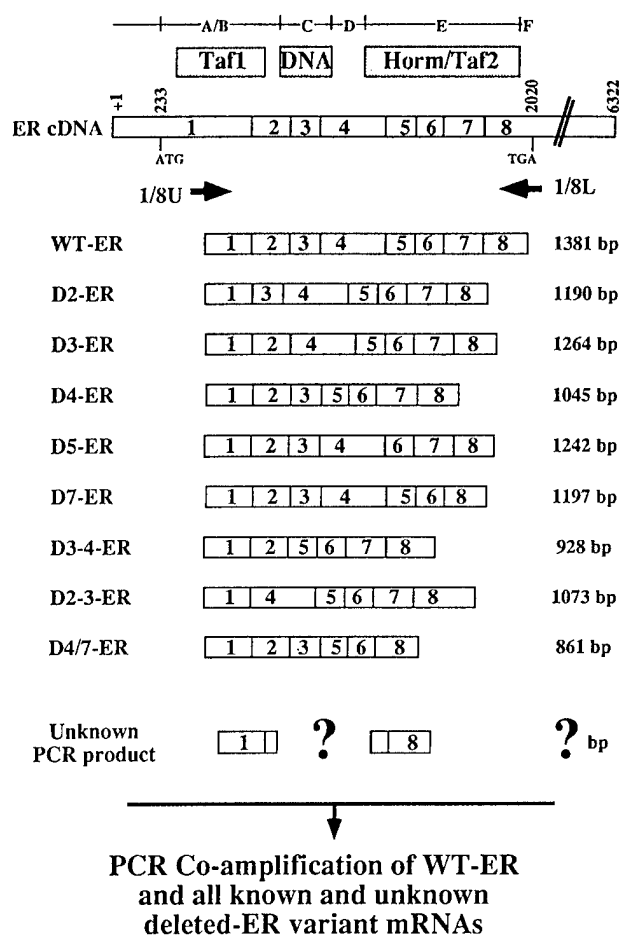 A/B C D E F
Taf1 DNA Horm/Taf2
+1 233 2020 6322
ER cDNA 1 2 3 4 5 6 7 8
ATG TGA
1/8U 1/8L
WT-ER 1 2 3 4 5 6 7 8 1381 bp
D2-ER 1 3 4 5 6 7 8 1190 bp
D3-ER 1 2 4 5 6 7 8 1264 bp
D4-ER 1 2 3 5 6 7 8 1045 bp
D5-ER 1 2 3 4 6 7 8 1242 bp
D7-ER 1 2 3 4 5 6 8 1197 bp
D3-4-ER 1 2 5 6 7 8 928 bp
D2-3-ER 1 4 5 6 7 8 1073 bp
D4/7-ER 1 2 3 5 6 8 861 bp
Unknown
PCR product 1 ? 8 ? bp
PCR Co-amplification of WT-ER
and all known and unknown
deleted-ER variant mRNAs